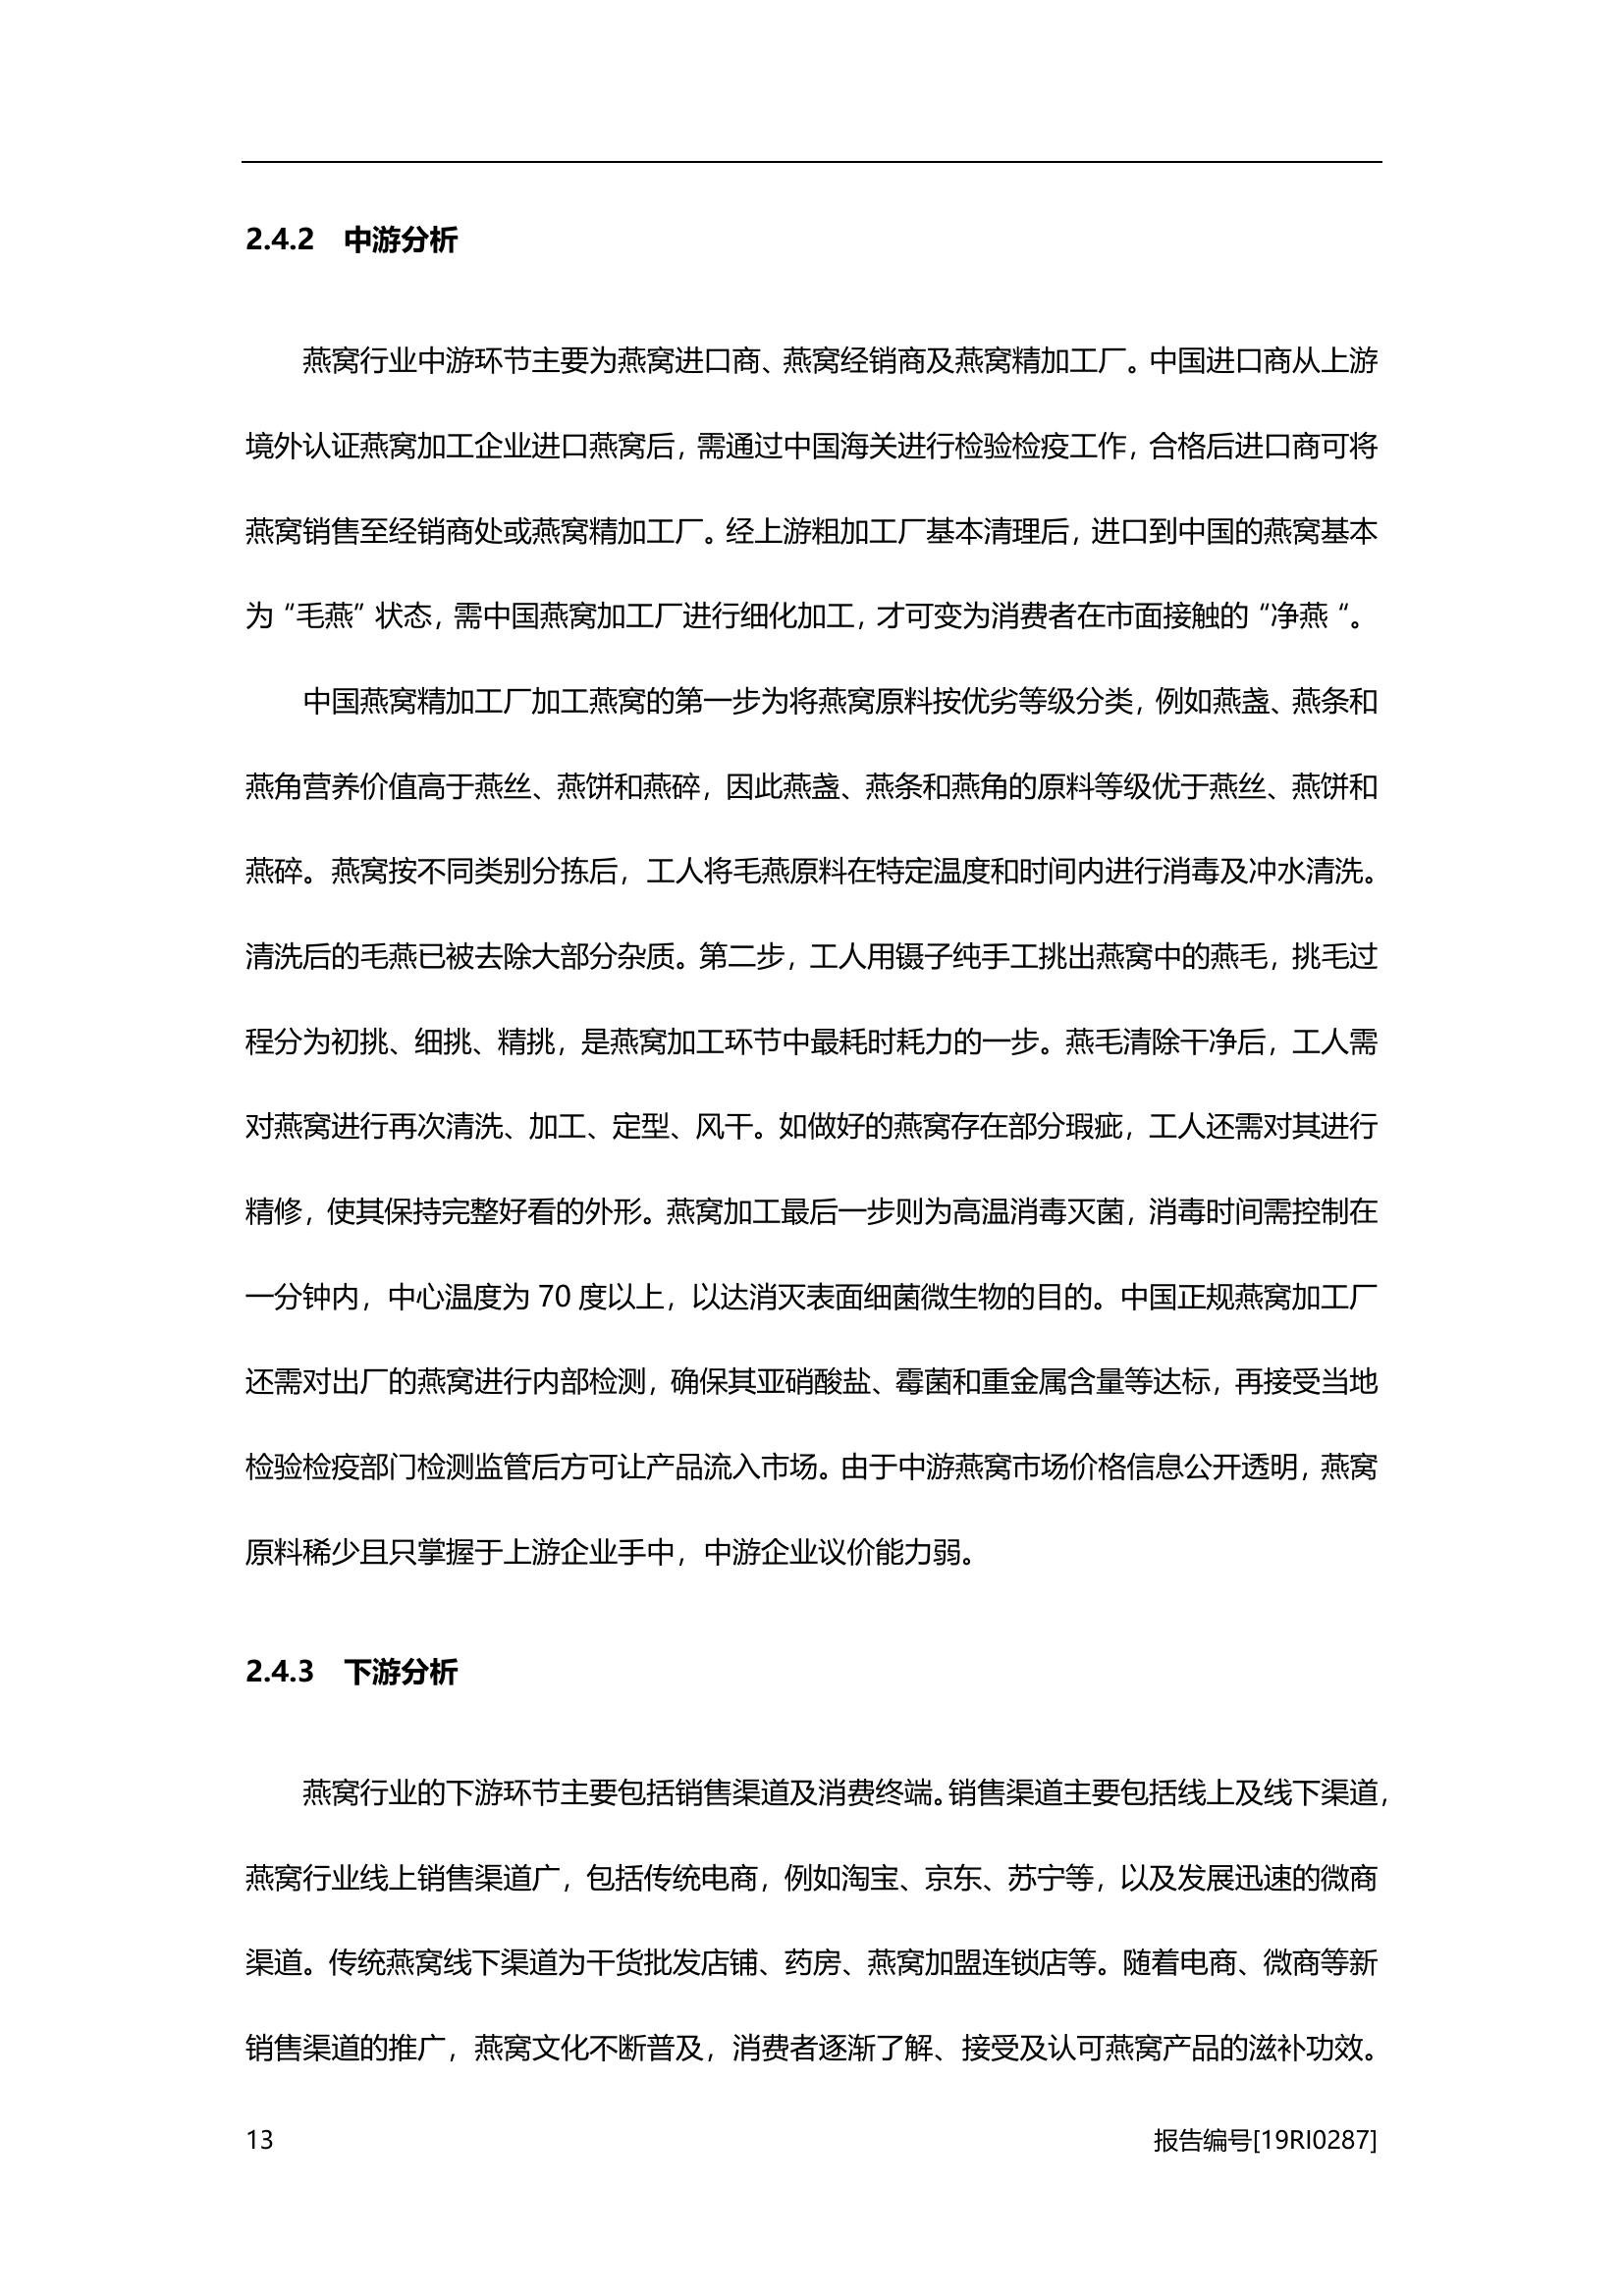 2.4.2 中游分析
燕窝行业中游环节主要为燕窝进口商、燕窝经销商及燕窝精加工厂。中国进口商从上游
境外认证燕窝加工企业进口燕窝后，需通过中国海关进行检验检疫工作，合格后进口商可将
燕窝销售至经销商处或燕窝精加工厂。经上游粗加工厂基本清理后，进口到中国的燕窝基本
为“毛燕”状态，需中国燕窝加工厂进行细化加工，才可变为消费者在市面接触的“净燕“。
中国燕窝精加工厂加工燕窝的第一步为将燕窝原料按优劣等级分类，例如燕盏、燕条和
燕角营养价值高于燕丝、燕饼和燕碎，因此燕盏、燕条和燕角的原料等级优于燕丝、燕饼和
燕碎。燕窝按不同类别分拣后，工人将毛燕原料在特定温度和时间内进行消毒及冲水清洗。
清洗后的毛燕已被去除大部分杂质。第二步，工人用镊子纯手工挑出燕窝中的燕毛，挑毛过
程分为初挑、细挑、精挑，是燕窝加工环节中最耗时耗力的一步。燕毛清除干净后，工人需
对燕窝进行再次清洗、加工、定型、风干。如做好的燕窝存在部分瑕疵，工人还需对其进行
精修，使其保持完整好看的外形。燕窝加工最后一步则为高温消毒灭菌，消毒时间需控制在
一分钟内，中心温度为 70 度以上，以达消灭表面细菌微生物的目的。中国正规燕窝加工厂
还需对出厂的燕窝进行内部检测，确保其亚硝酸盐、霉菌和重金属含量等达标，再接受当地
检验检疫部门检测监管后方可让产品流入市场。由于中游燕窝市场价格信息公开透明，燕窝
原料稀少且只掌握于上游企业手中，中游企业议价能力弱。
2.4.3 下游分析
燕窝行业的下游环节主要包括销售渠道及消费终端。销售渠道主要包括线上及线下渠道，
燕窝行业线上销售渠道广，包括传统电商，例如淘宝、京东、苏宁等，以及发展迅速的微商
渠道。传统燕窝线下渠道为干货批发店铺、药房、燕窝加盟连锁店等。随着电商、微商等新
销售渠道的推广，燕窝文化不断普及，消费者逐渐了解、接受及认可燕窝产品的滋补功效。
13 报告编号[19RI0287]